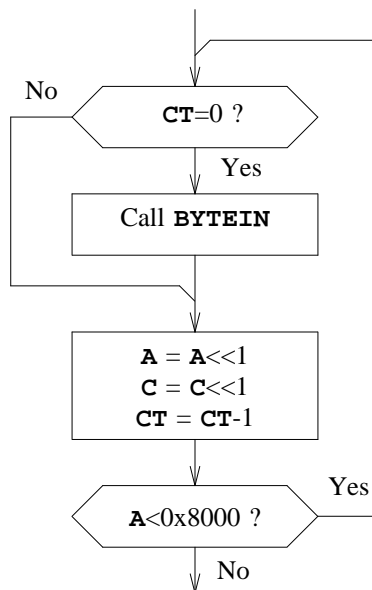 No
CT=0 ?
Yes
Call BYTEIN
A = A<<1
C = C<<1
CT = CT-1
Yes
A<0x8000 ?
No